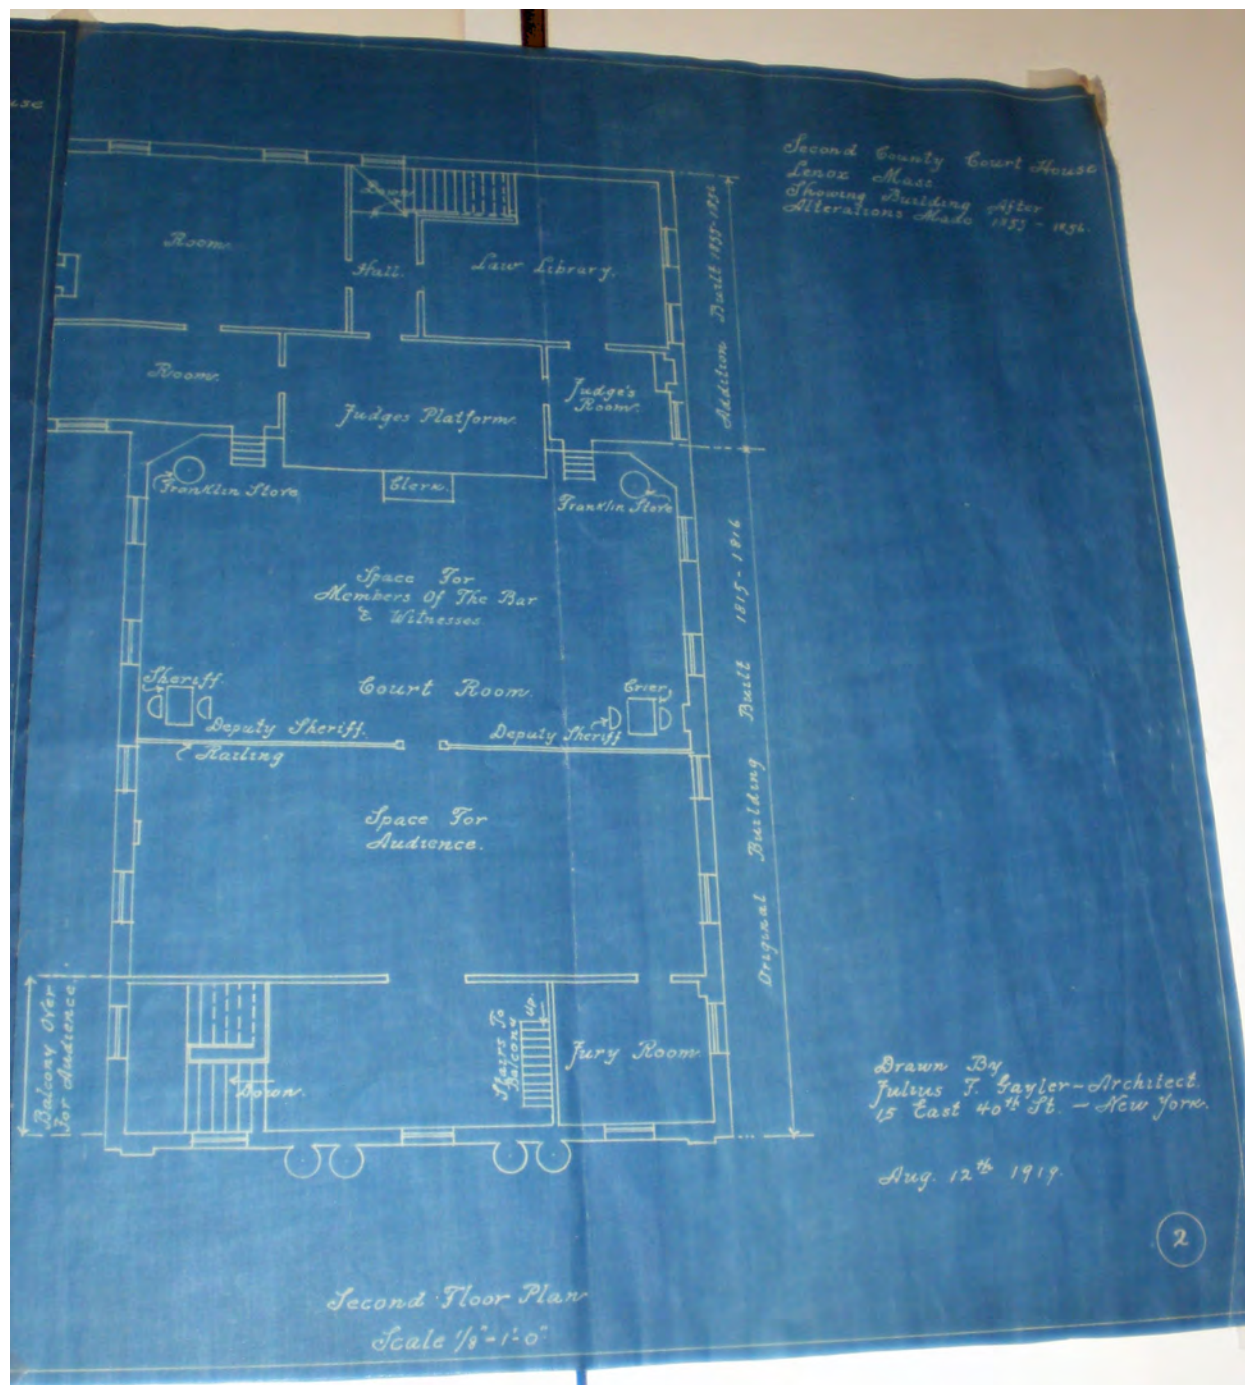 Second County Court House
Lenox Mass.
Showing Building After
Alterations Made 1855-1856.
Down
Room.
Hall.
Law Library.
Addition Built 1855-1856
Room.
Judges Platform.
Judge's
Room.
Franklin Stove
Clerk.
Franklin Stove
Space For
Members Of The Bar
& Witnesses
Original Building Built 1815-1816
Sheriff.
Court Room.
Crier,
Deputy Sheriff.
Deputy Sheriff
Railing
Space For
Audience.
Balcony Over
For Audience.
Down.
Stairs To
Balcony
Up.
Jury Room.
Drawn By
Julius F. Gayler-Architect.
15 East 40th St. - New York.
Aug. 12th 1919.
2
Second Floor Plan
Scale 1/8"-1'-0"